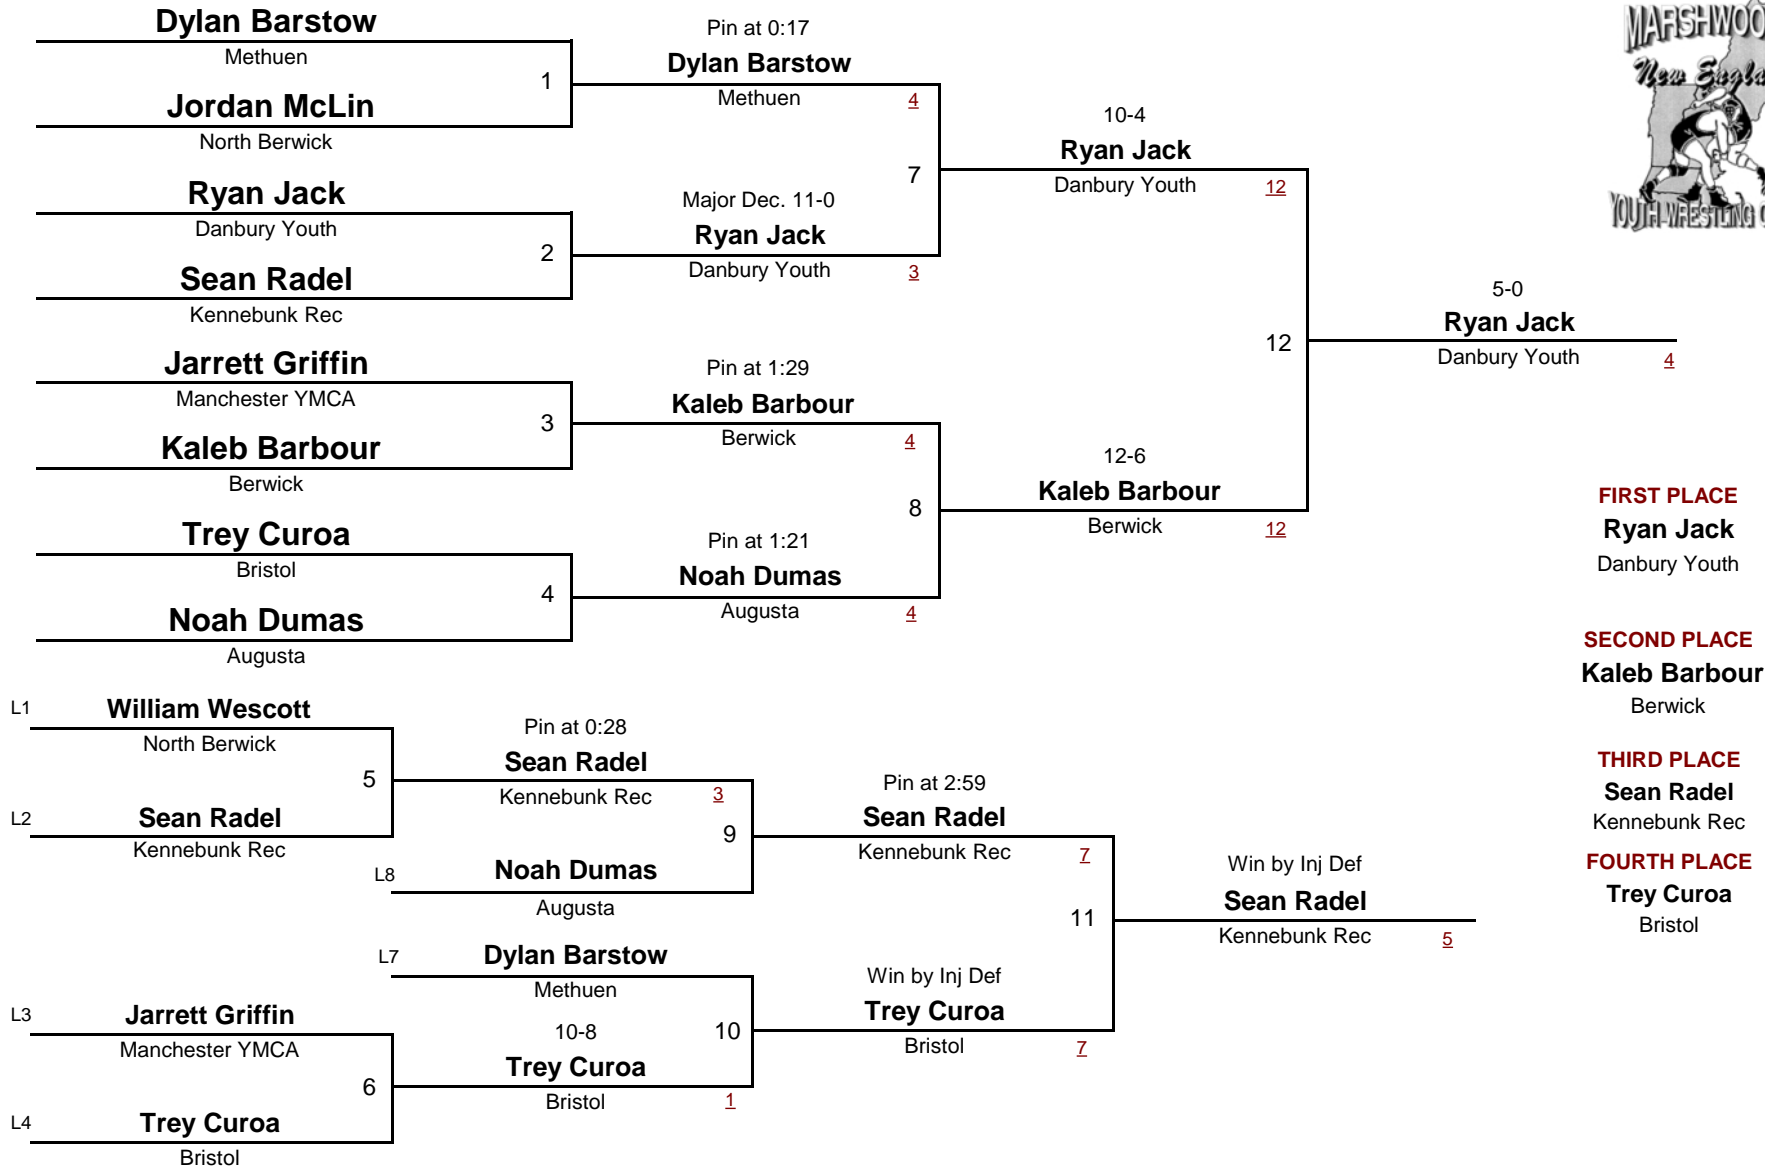 Dylan Barstow
Methuen
1
Jordan McLin
North Berwick
Ryan Jack
Danbury Youth
2
Sean Radel
Kennebunk Rec
Jarrett Griffin
Manchester YMCA
3
Kaleb Barbour
Berwick
Trey Curoa
Bristol
4
Noah Dumas
Augusta
Pin at 0:17
Dylan Barstow
Methuen
4
7
Major Dec. 11-0
Ryan Jack
Danbury Youth
3
Pin at 1:29
Kaleb Barbour
Berwick
4
8
Pin at 1:21
Noah Dumas
Augusta
4
10-4
Ryan Jack
Danbury Youth
12
12
12-6
Kaleb Barbour
Berwick
12
5-0
Ryan Jack
Danbury Youth
4
L1
William Wescott
North Berwick
5
L2
Sean Radel
Kennebunk Rec
Pin at 0:28
Sean Radel
Kennebunk Rec
3
9
L8
Noah Dumas
Augusta
L7
Dylan Barstow
Methuen
10
L3
Jarrett Griffin
Manchester YMCA
6
L4
Trey Curoa
Bristol
10-8
Trey Curoa
Bristol
1
Pin at 2:59
Sean Radel
Kennebunk Rec
7
11
Win by Inj Def
Trey Curoa
Bristol
7
Win by Inj Def
Sean Radel
Kennebunk Rec
5
MARSHWOO
New Engla
YOUTH WRESTLING
FIRST PLACE
Ryan Jack
Danbury Youth
SECOND PLACE
Kaleb Barbour
Berwick
THIRD PLACE
Sean Radel
Kennebunk Rec
FOURTH PLACE
Trey Curoa
Bristol